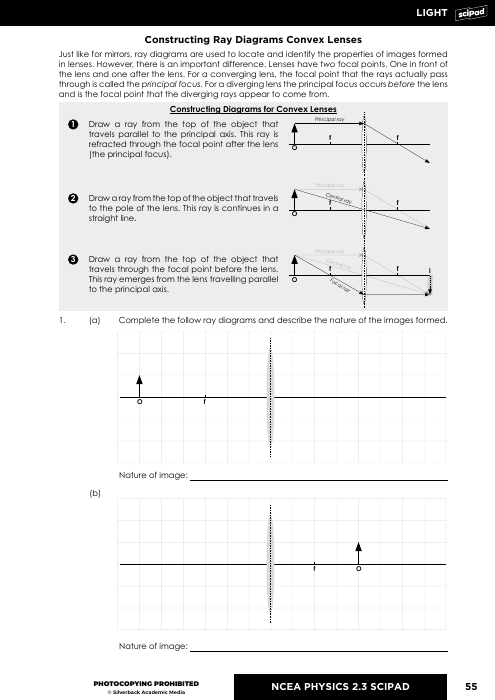 LIGHT scipad
Constructing Ray Diagrams Convex Lenses
Just like for mirrors, ray diagrams are used to locate and identify the properties of images formed
in lenses. However, there is an important difference. Lenses have two focal points. One in front of
the lens and one after the lens. For a converging lens, the focal point that the rays actually pass
through is called the principal focus. For a diverging lens the principal focus occurs before the lens
and is the focal point that the diverging rays appear to come from.
Constructing Diagrams for Convex Lenses
1 Draw a ray from the top of the object that
travels parallel to the principal axis. This ray is
refracted through the focal point after the lens
(the principal focus).
Principal ray
O f f
2 Draw a ray from the top of the object that travels
to the pole of the lens. This ray is continues in a
straight line.
Principal ray
Central ray
O f f
3 Draw a ray from the top of the object that
travels through the focal point before the lens.
This ray emerges from the lens travelling parallel
to the principal axis.
Principal ray
Central ray
Focal ray
O f f I
1. (a) Complete the follow ray diagrams and describe the nature of the images formed.
O f
Nature of image:
(b)
f O
Nature of image:
PHOTOCOPYING PROHIBITED
© Silverback Academic Media
NCEA PHYSICS 2.3 SCIPAD
55